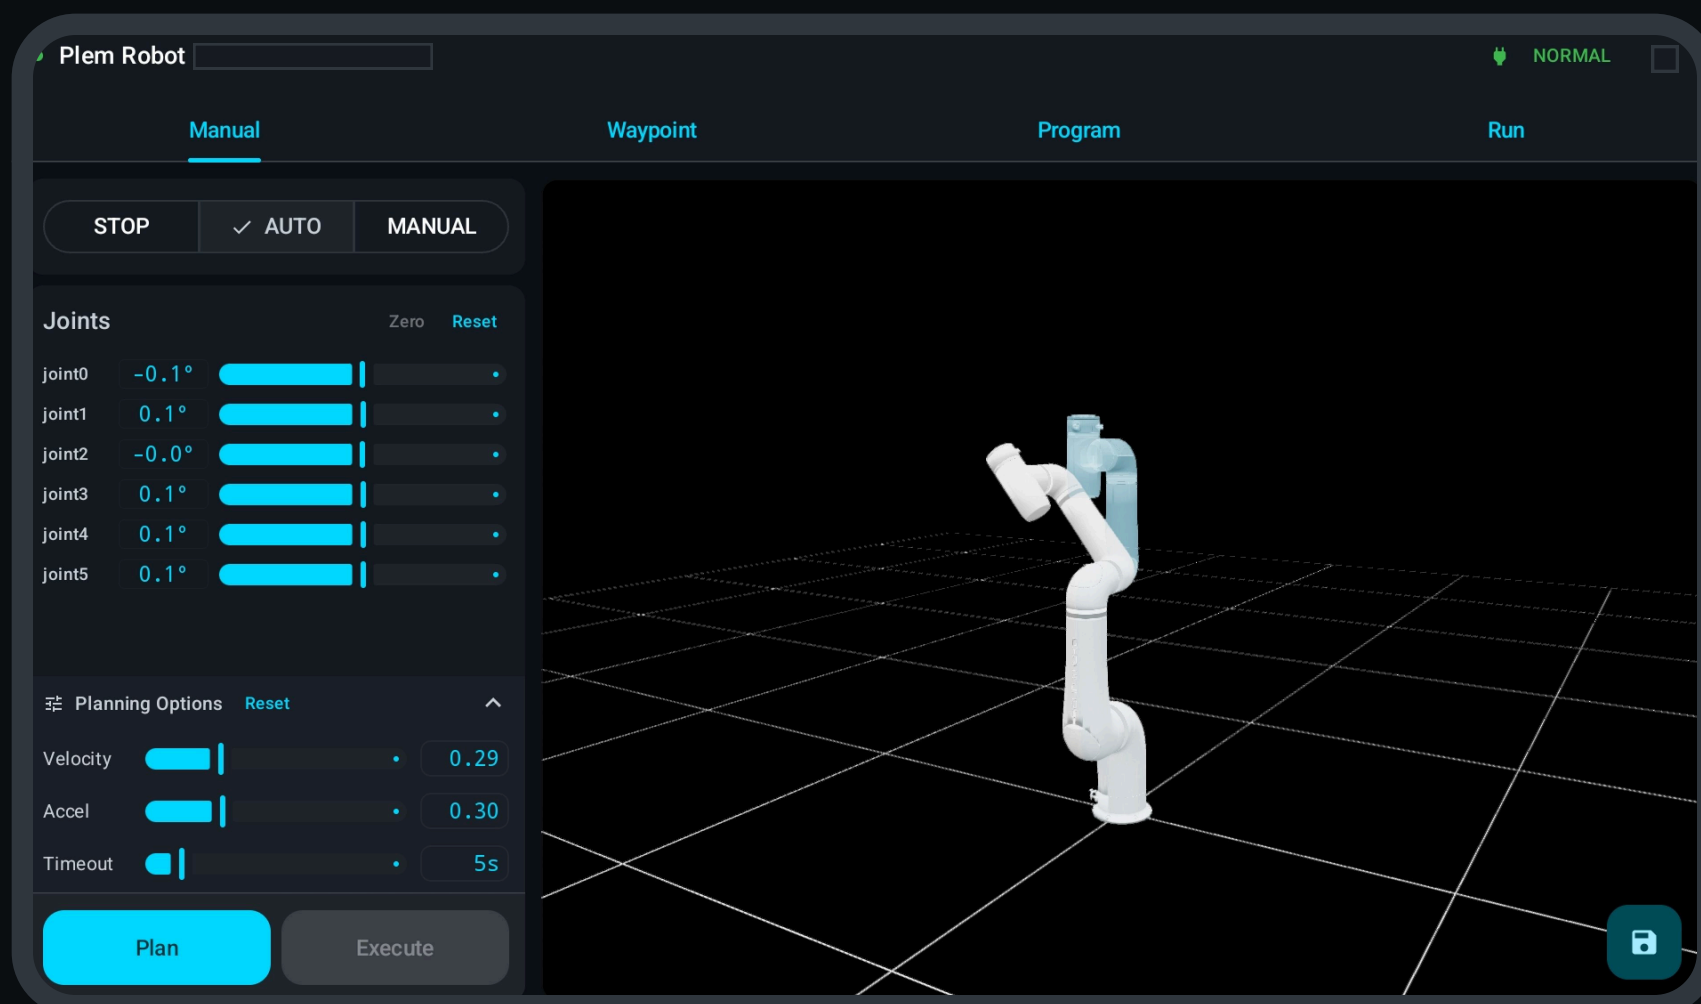 Plem Robot
NORMAL
Manual
Waypoint
Program
Run
STOP
AUTO
MANUAL
Joints
Zero
Reset
joint0
-0.1°
joint1
0.1°
joint2
-0.0°
joint3
0.1°
joint4
0.1°
joint5
0.1°
Planning Options
Reset
Velocity
0.29
Accel
0.30
Timeout
5s
Plan
Execute